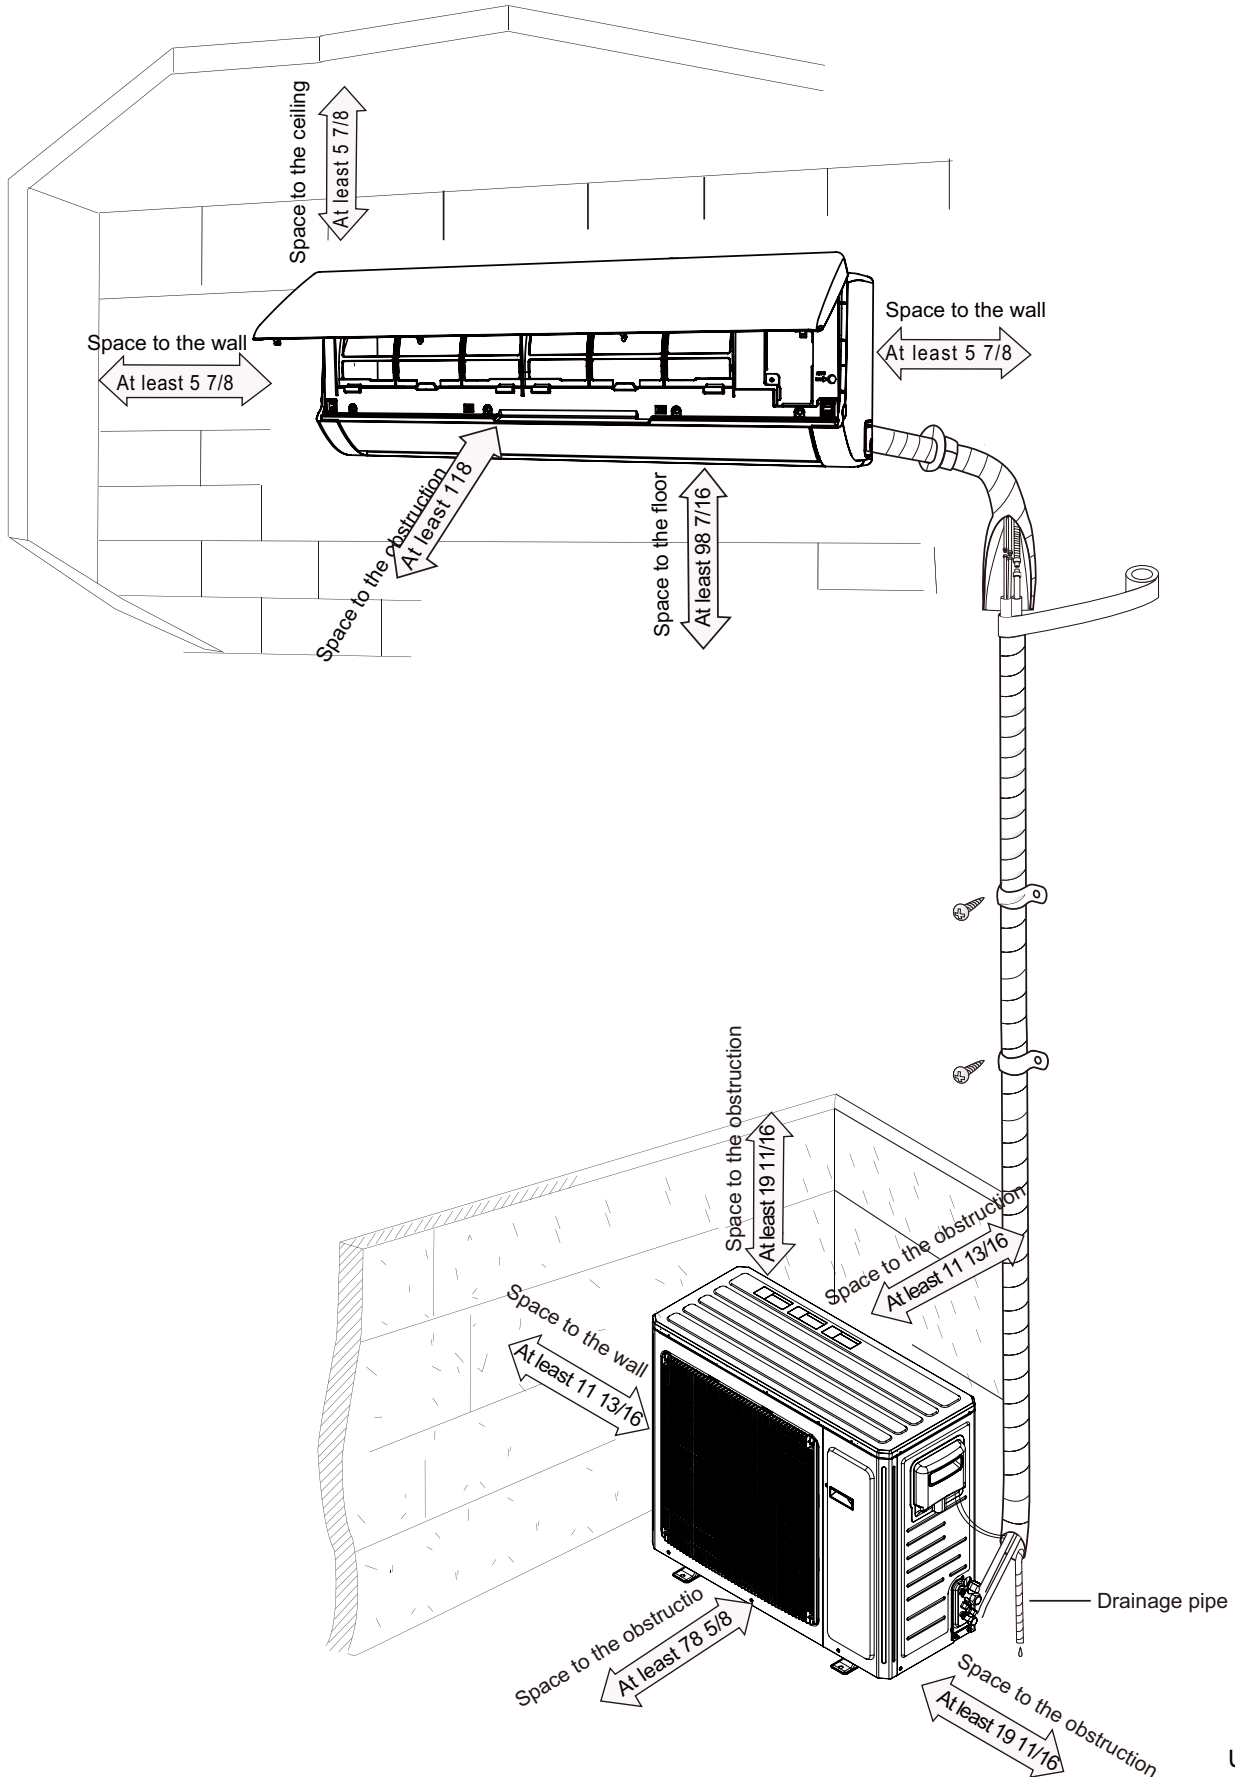 Space to the ceiling
At least 5 7/8
Space to the wall
At least 5 7/8
Space to the wall
At least 5 7/8
Space to the obstruction
At least 118
Space to the floor
At least 98 7/16
Space to the obstruction
At least 19 11/16
Space to the obstruction
At least 11 13/16
Space to the wall
At least 11 13/16
Drainage pipe
Space to the obstructio
At least 78 5/8
Space to the obstruction
At least 19 11/16
U